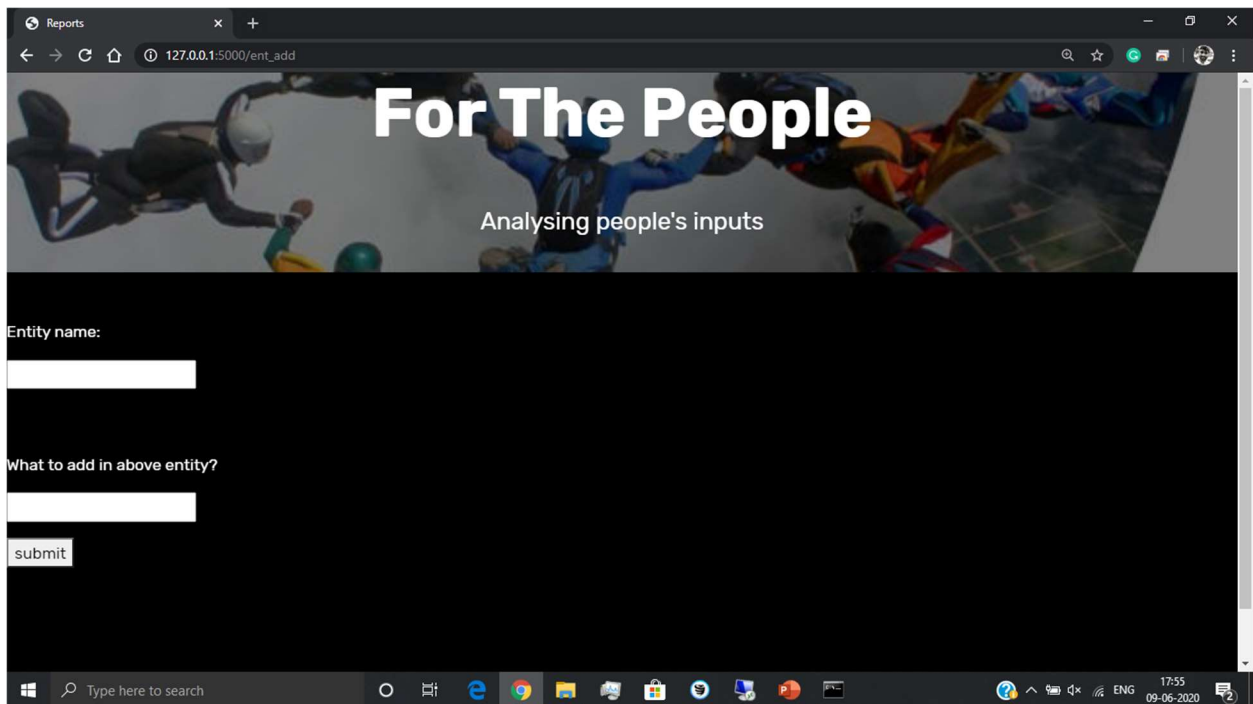 Reports
127.0.0.1:5000/ent_add
For The People
Analysing people's inputs
Entity name:
What to add in above entity?
submit
Type here to search
ENG
17:55
09-06-2020
2